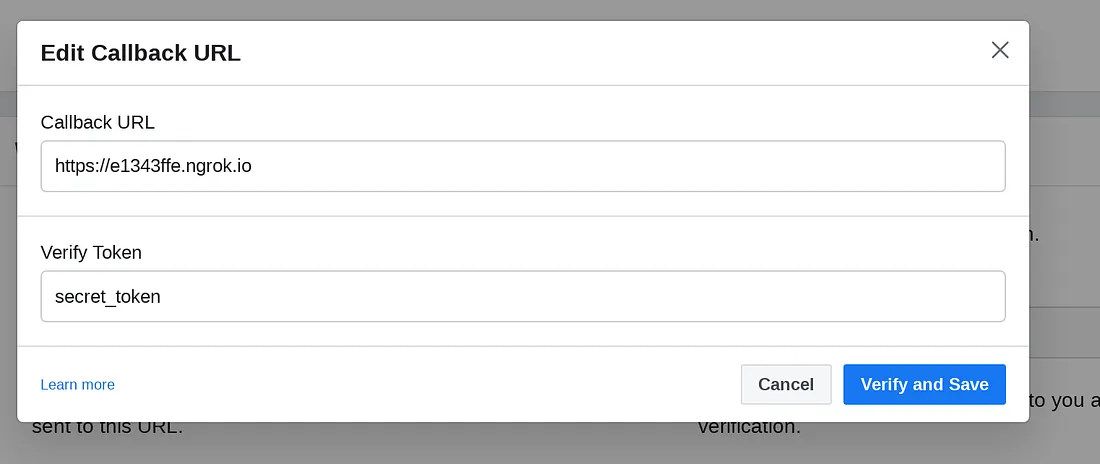 Edit Callback URL
Callback URL
https://e1343ffe.ngrok.io
Verify Token
secret_token
Learn more
Cancel
Verify and Save
to you a
sent to this URL.
verification.